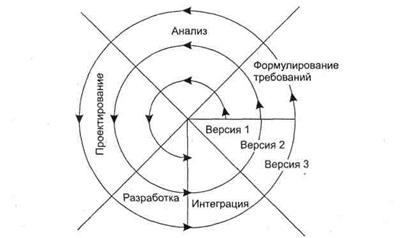 Анализ
Формулирование
требований
Проектирование
Версия 1
Версия 2
Версия 3
Разработка
Интеграция